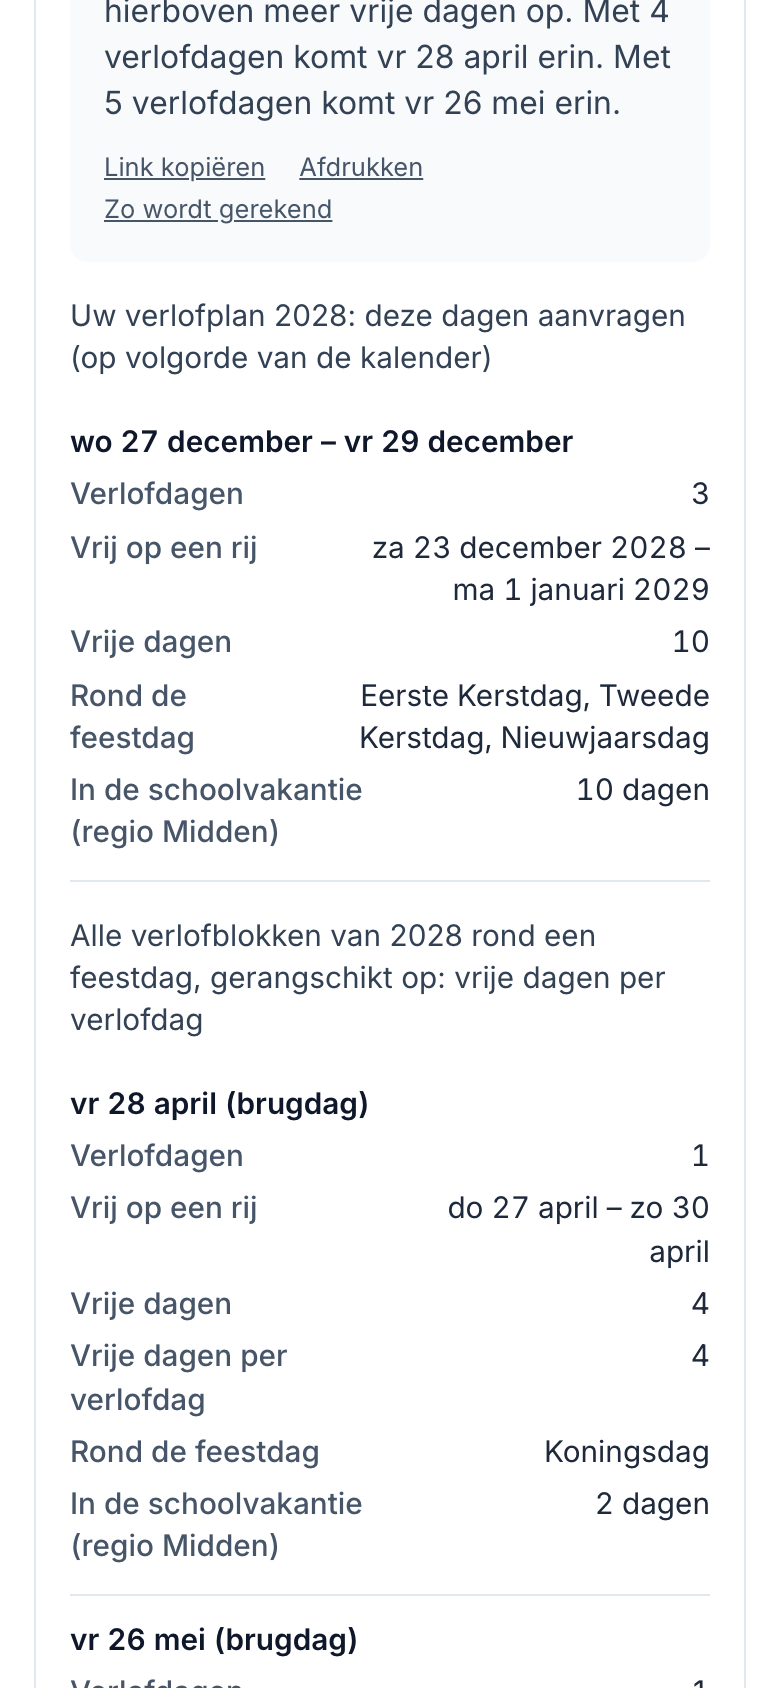 hierboven meer vrije dagen op. Met 4
verlofdagen komt vr 28 april erin. Met
5 verlofdagen komt vr 26 mei erin.
Link kopiëren Afdrukken
Zo wordt gerekend
Uw verlofplan 2028: deze dagen aanvragen
(op volgorde van de kalender)
wo 27 december – vr 29 december
Verlofdagen 3
Vrij op een rij za 23 december 2028 –
ma 1 januari 2029
Vrije dagen 10
Rond de Eerste Kerstdag, Tweede
feestdag Kerstdag, Nieuwjaarsdag
In de schoolvakantie 10 dagen
(regio Midden)
Alle verlofblokken van 2028 rond een
feestdag, gerangschikt op: vrije dagen per
verlofdag
vr 28 april (brugdag)
Verlofdagen 1
Vrij op een rij do 27 april – zo 30
april
Vrije dagen 4
Vrije dagen per 4
verlofdag
Rond de feestdag Koningsdag
In de schoolvakantie 2 dagen
(regio Midden)
vr 26 mei (brugdag)
Verlofdagen 1